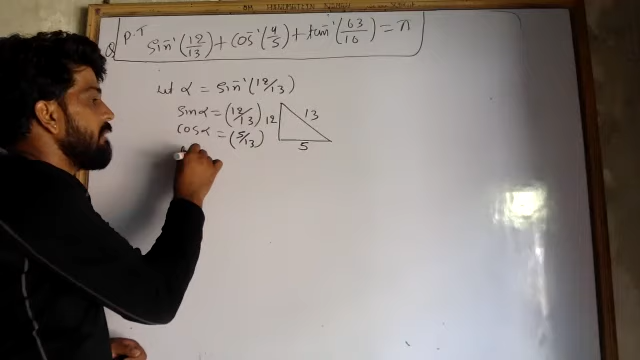 Q P.T sin⁻¹(12/13) + cos⁻¹(4/5) + tan⁻¹(63/16) = π
Let α = sin⁻¹(12/13)
sinα = (12/13)
cosα = (5/13)
12 13
5